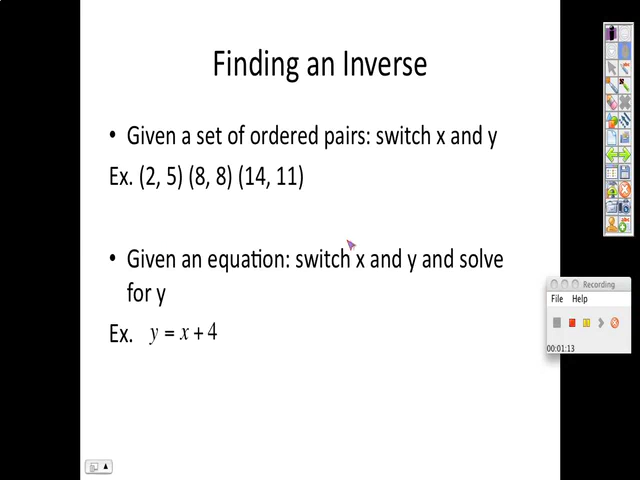 Finding an Inverse
• Given a set of ordered pairs: switch x and y
Ex. (2, 5) (8, 8) (14, 11)
• Given an equation: switch x and y and solve
for y
Ex. y = x + 4
Recording
File Help
00:01:13